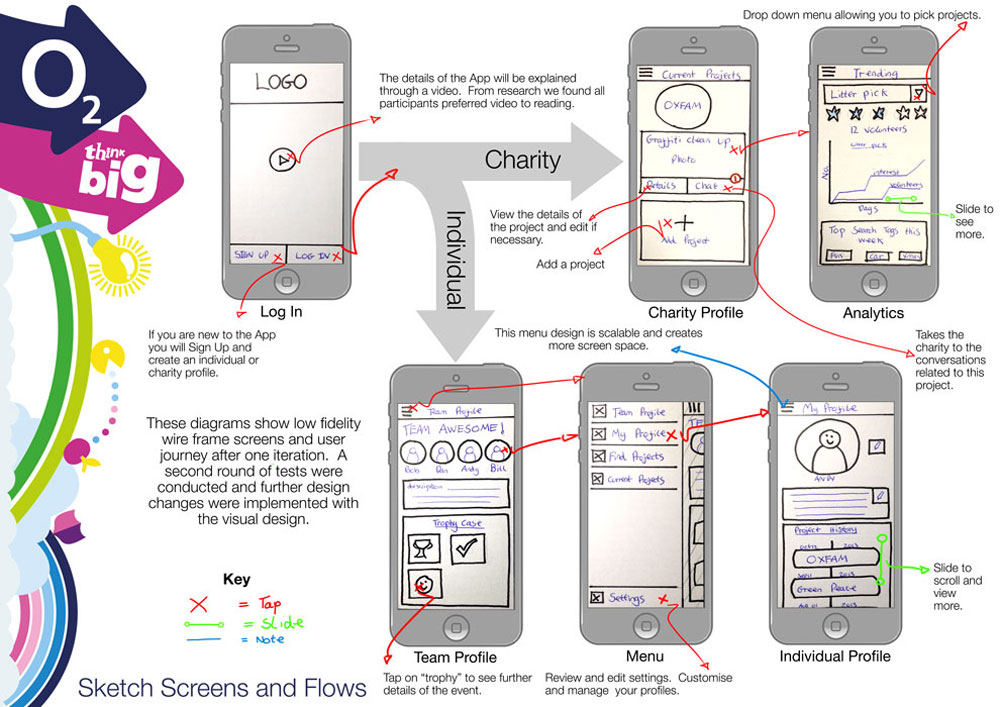 O2
think
big
LOGO
SIGN UP
LOG IN
Log In
The details of the App will be explained
through a video. From research we found all
participants preferred video to reading.
If you are new to the App
you will Sign Up and
create an individual or
charity profile.
Charity
Individual
Current Projects
OXFAM
Graffiti clean up
Photo
Details
Chat
Add Project
Charity Profile
View the details of
the project and edit if
necessary.
Add a project
Drop down menu allowing you to pick projects.
Trending
Litter pick
12 volunteers
Litter pick
interest
volunteers
Days
Top Search Tags this
week
Car
Analytics
Slide to
see
more.
Takes the
charity to the
conversations
related to this
project.
This menu design is scalable and creates
more screen space.
These diagrams show low fidelity
wire frame screens and user
journey after one iteration. A
second round of tests were
conducted and further design
changes were implemented with
the visual design.
Key
= Tap
= Slide
= Note
Team Profile
TEAM AWESOME!
Bob
Dan
Andy
Bill
description
Trophy Case
Team Profile
Tap on “trophy” to see further
details of the event.
Team Profile
My Profile
Find Projects
Current Projects
Settings
Menu
Review and edit settings. Customise
and manage your profiles.
My Profile
ANDY
Project History
2013
OXFAM
2013
Green Peace
2013
Individual Profile
Slide to
scroll and
view
more.
Sketch Screens and Flows